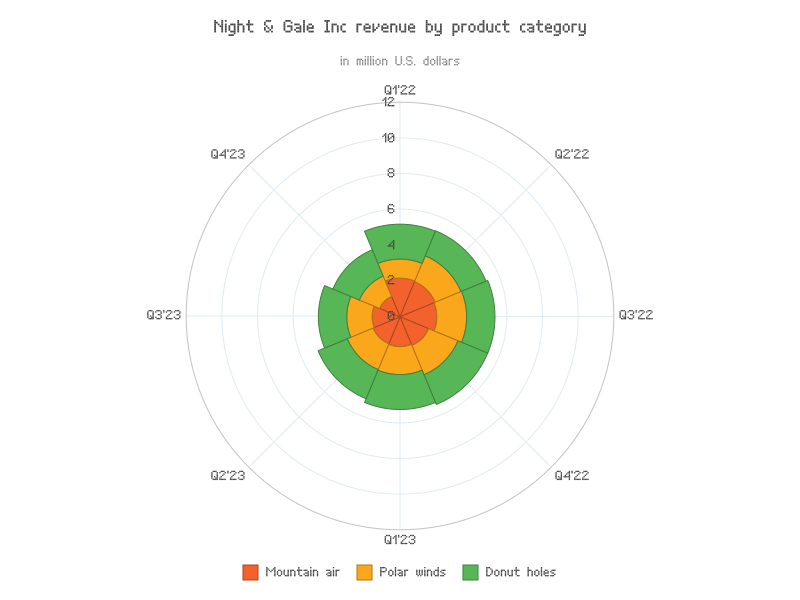 Night & Gale Inc revenue by product category
in million U.S. dollars
Q1'22
12
10
8
6
4
2
0
Q4'23
Q2'22
Q3'23
Q3'22
Q2'23
Q4'22
Q1'23
Mountain air Polar winds Donut holes